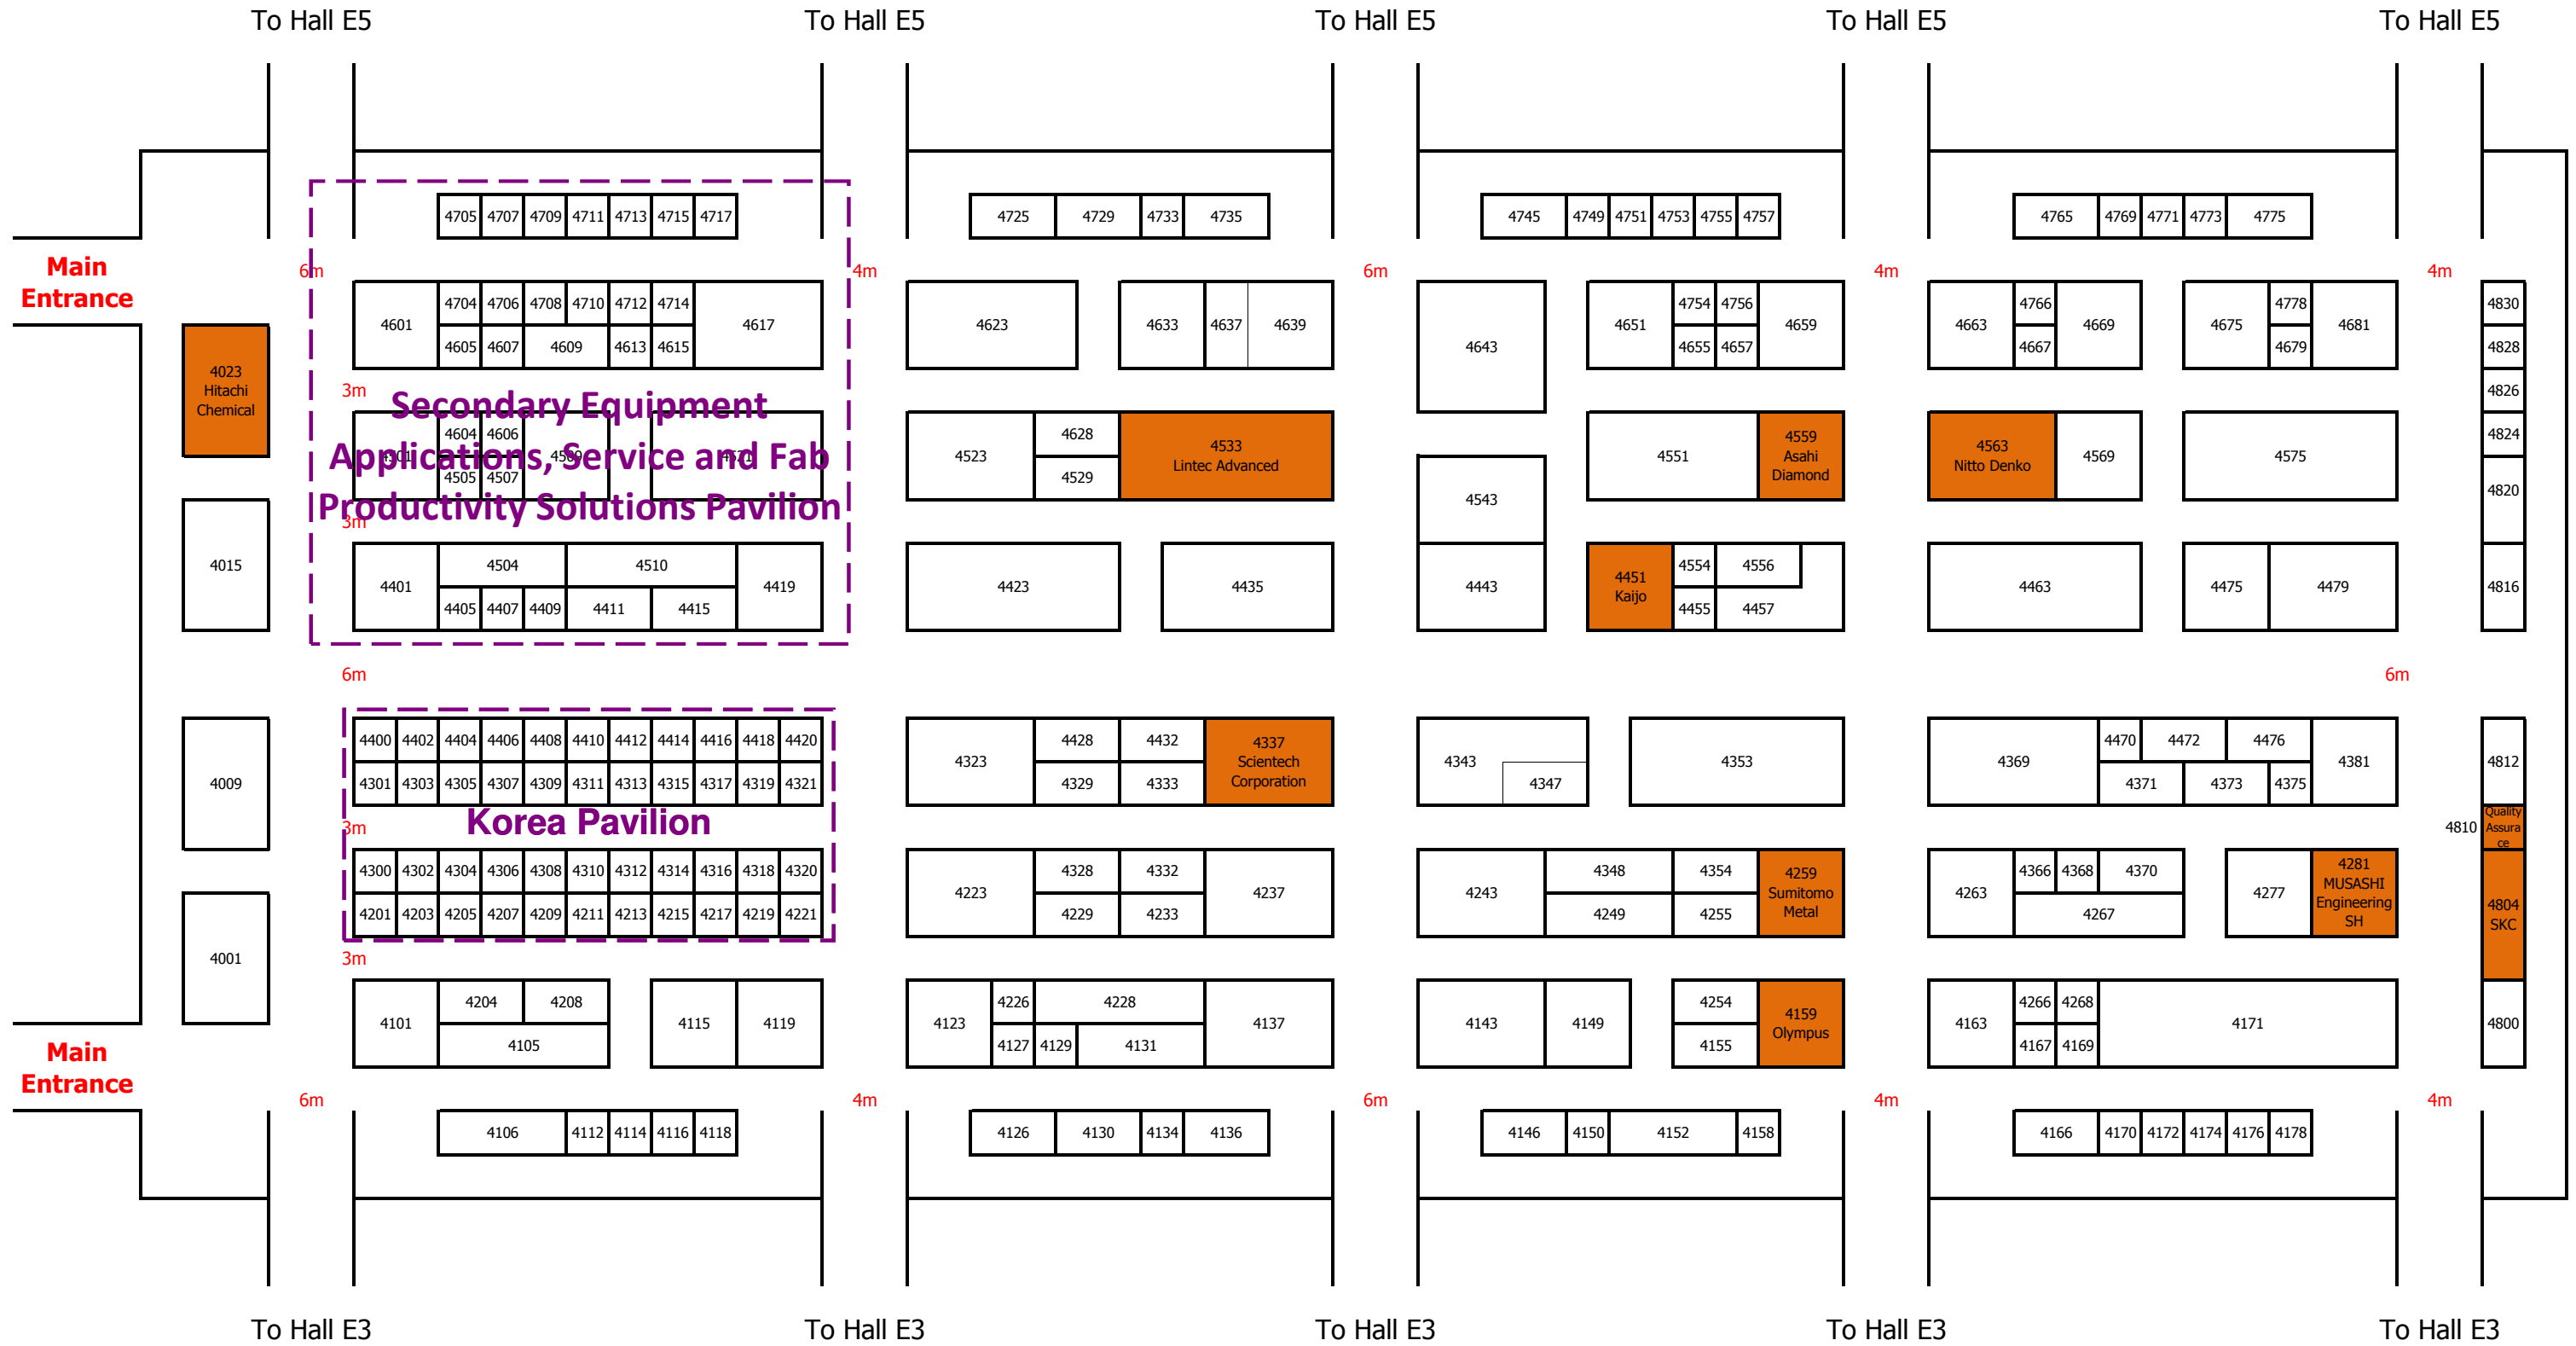 To Hall E5 To Hall E5 To Hall E5 To Hall E5 To Hall E5
4705 4707 4709 4711 4713 4715 4717 4725 4729 4733 4735 4745 4749 4751 4753 4755 4757 4765 4769 4771 4773 4775
Main
Entrance
6m 4m 6m 4m 4m
4704 4706 4708 4710 4712 4714 4754 4756 4766 4778 4830
4601 4617 4623 4633 4637 4639 4651 4659 4663 4669 4675 4681
4605 4607 4609 4613 4615 4643 4655 4657 4667 4679 4828
4023
Hitachi
Chemical
3m
4826
Secondary Equipment
Applications, Service and Fab
Productivity Solutions Pavilion
4604 4606 4628 4824
4501 4509 4521 4523 4551 4569 4575
4505 4507 4529 4820
4533
Lintec Advanced
4559
Asahi
Diamond
4563
Nitto Denko
4543
3m
4504 4510 4554 4556
4015 4401 4419 4423 4435 4443 4463 4475 4479 4816
4451
Kaijo
4405 4407 4409 4411 4415 4455 4457
6m 6m
4400 4402 4404 4406 4408 4410 4412 4414 4416 4418 4420 4428 4432 4470 4472 4476
4009 4323 4343 4353 4369 4381 4812
4337
Scientech
Corporation
4301 4303 4305 4307 4309 4311 4313 4315 4317 4319 4321 4329 4333 4347 4371 4373 4375
Korea Pavilion
3m
4810
Quality
Assura
ce
4300 4302 4304 4306 4308 4310 4312 4314 4316 4318 4320 4328 4332 4348 4354 4366 4368 4370
4223 4237 4243 4263 4277
4259
Sumitomo
Metal
4281
MUSASHI
Engineering
SH
4804
SKC
4201 4203 4205 4207 4209 4211 4213 4215 4217 4219 4221 4229 4233 4249 4255 4267
4001
3m
4204 4208 4226 4228 4254 4266 4268
4101 4115 4119 4123 4137 4143 4149 4163 4171 4800
4159
Olympus
4105 4127 4129 4131 4155 4167 4169
Main
Entrance
6m 4m 6m 4m 4m
4106 4112 4114 4116 4118 4126 4130 4134 4136 4146 4150 4152 4158 4166 4170 4172 4174 4176 4178
To Hall E3 To Hall E3 To Hall E3 To Hall E3 To Hall E3